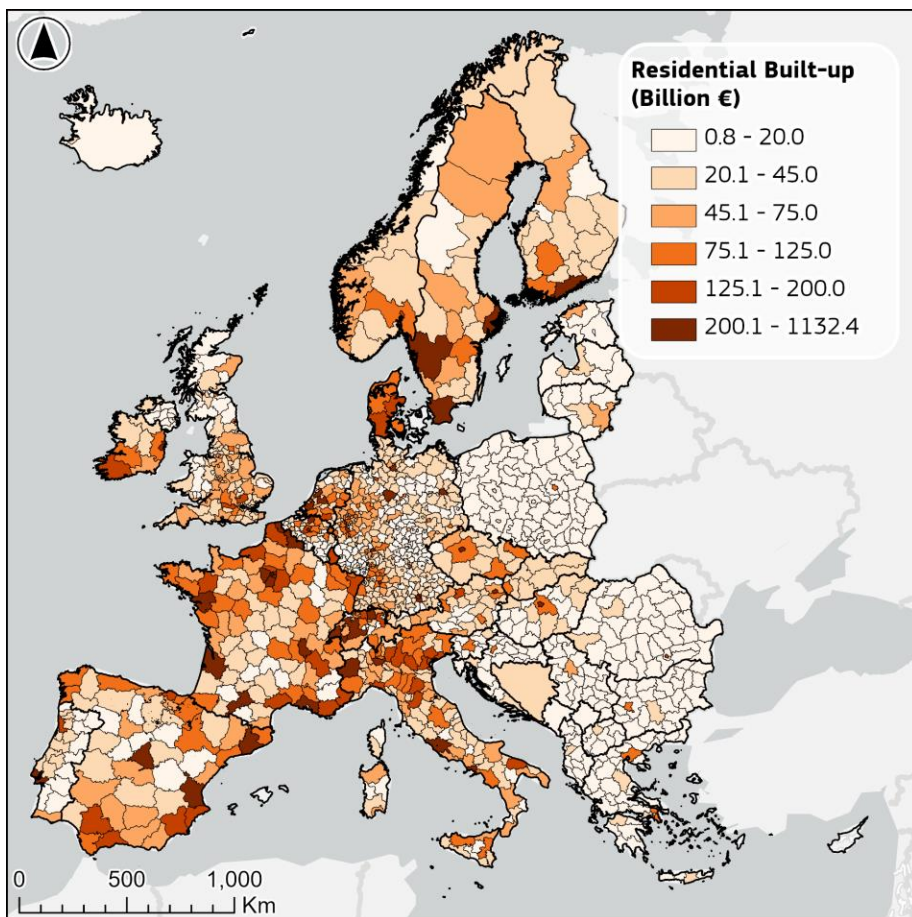 Residential Built-up
(Billion €)
0.8 - 20.0
20.1 - 45.0
45.1 - 75.0
75.1 - 125.0
125.1 - 200.0
200.1 - 1132.4
0 500 1,000
Km